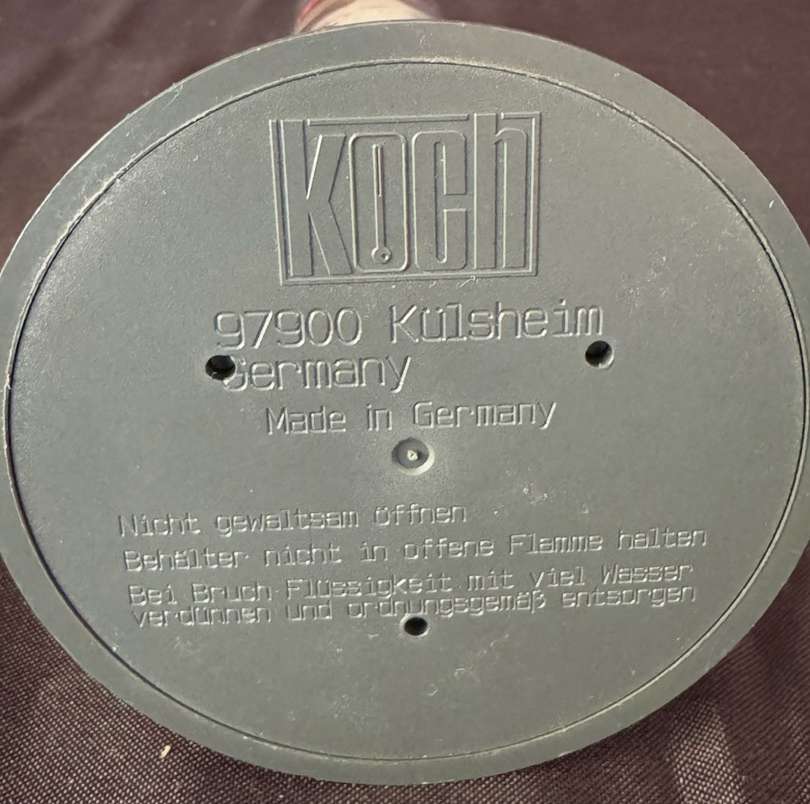 Koch
97900 Külsheim
Germany
Made in Germany
Nicht gewaltsam öffnen
Behälter nicht in offene Flamme halten
Bei Bruch Flüssigkeit mit viel Wasser
verdünnen und ordnungsgemäß entsorgen